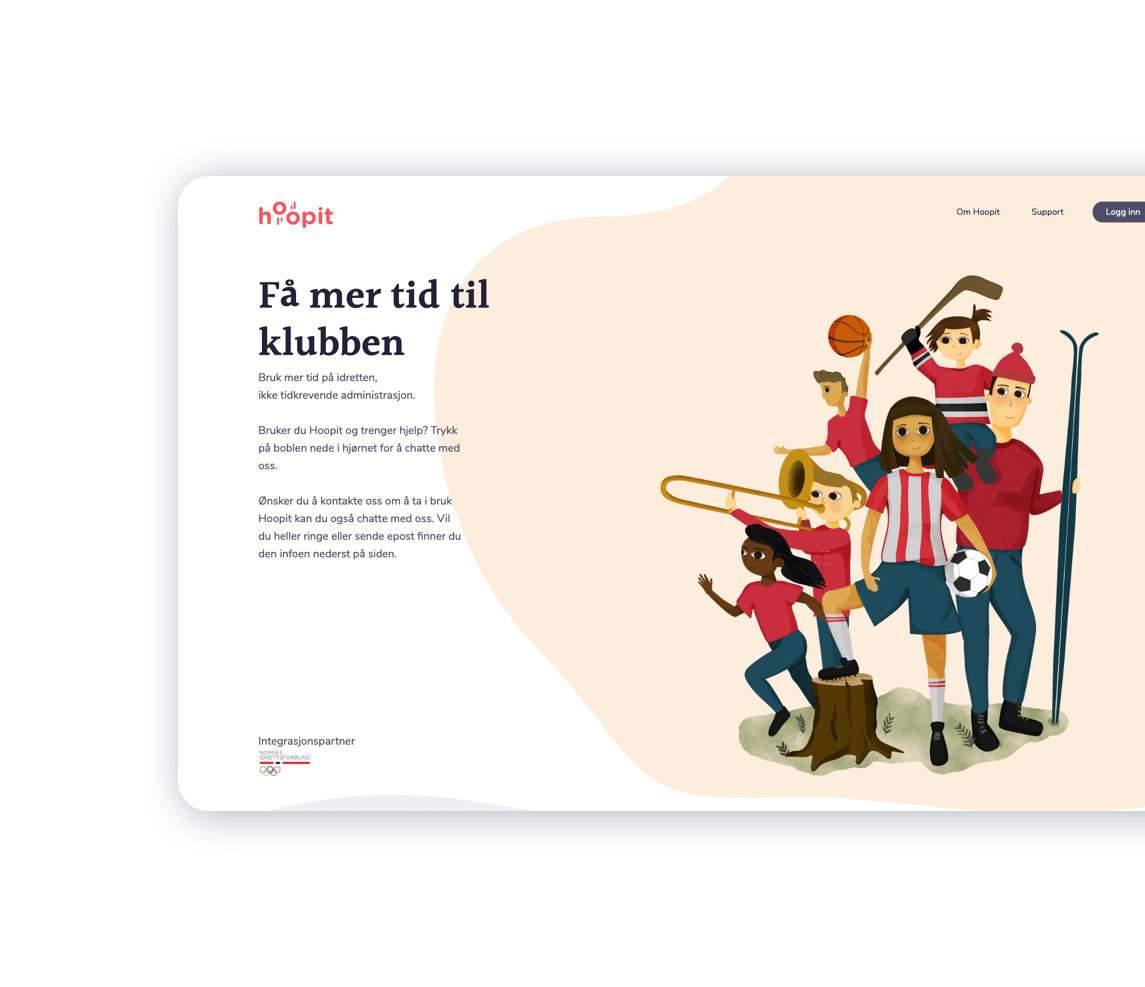 hoopit
Om Hoopit
Support
Logg inn
Få mer tid til
klubben
Bruk mer tid på idretten,
ikke tidkrevende administrasjon.
Bruker du Hoopit og trenger hjelp? Trykk
på boblen nede i hjørnet for å chatte med
oss.
Ønsker du å kontakte oss om å ta i bruk
Hoopit kan du også chatte med oss. Vil
du heller ringe eller sende epost finner du
den infoen nederst på siden.
Integrasjonspartner
NORGES
IDRETTSFORBUND